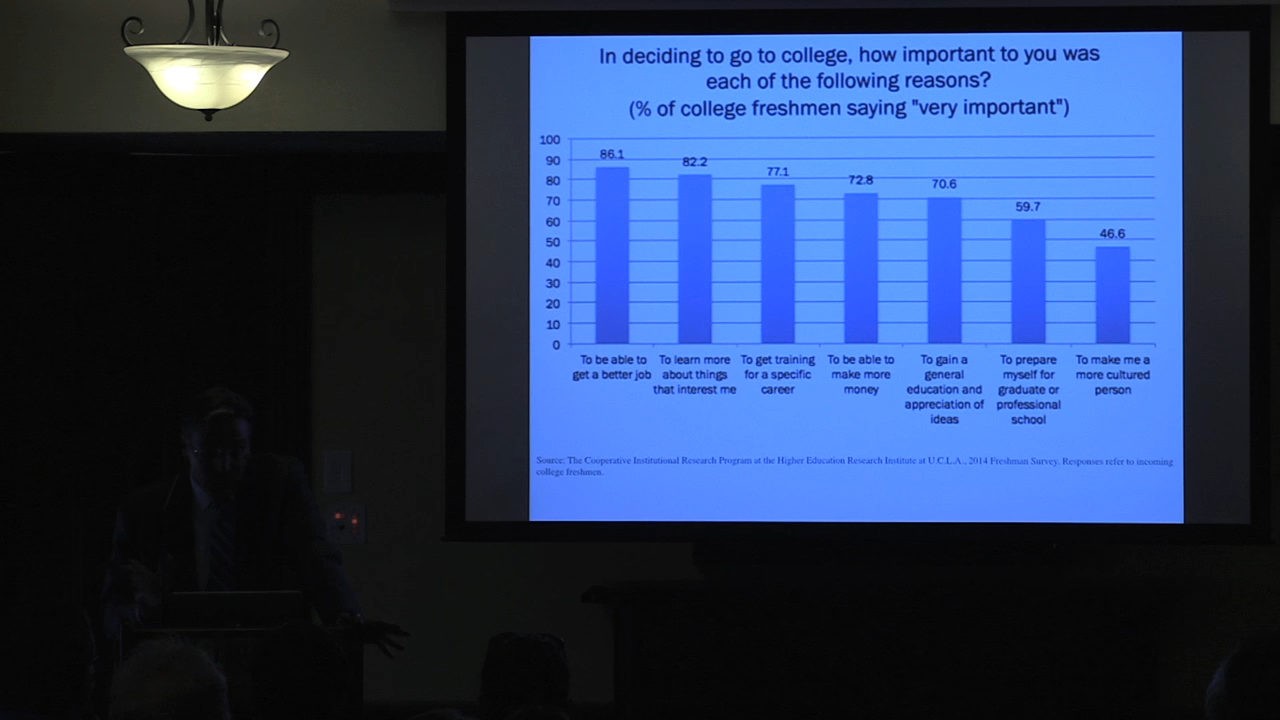 In deciding to go to college, how important to you was
each of the following reasons?
(% of college freshmen saying "very important")
100
90
80
70
60
50
40
30
20
10
0
86.1
82.2
77.1
72.8
70.6
59.7
46.6
To be able to
get a better job
To learn more
about things
that interest me
To get training
for a specific
career
To be able to
make more
money
To gain a
general
education and
appreciation of
ideas
To prepare
myself for
graduate or
professional
school
To make me a
more cultured
person
Source: The Cooperative Institutional Research Program at the Higher Education Research Institute at U.C.L.A., 2014 Freshman Survey. Responses refer to incoming
college freshmen.